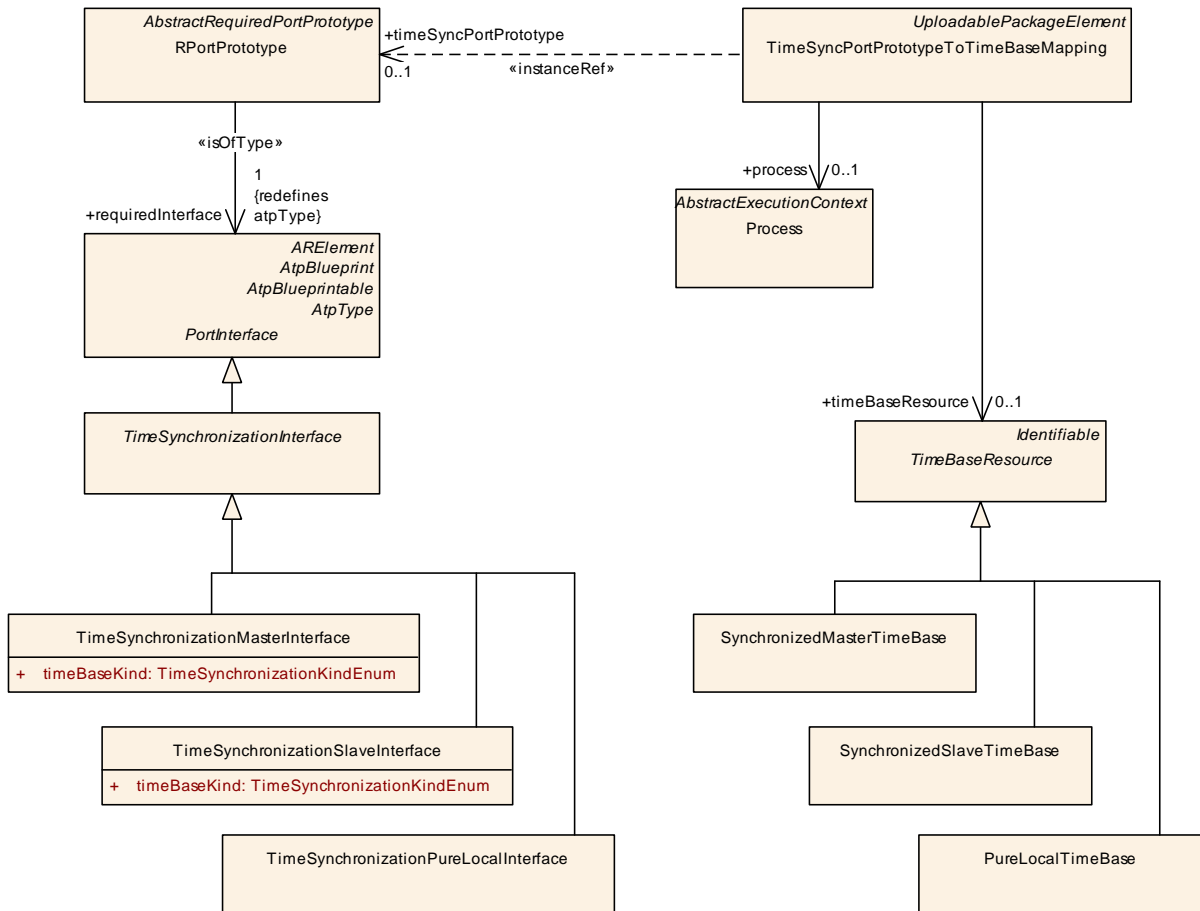 AbstractRequiredPortPrototype
RPortPrototype
UploadablePackageElement
TimeSyncPortPrototypeToTimeBaseMapping
+timeSyncPortPrototype
0..1
«instanceRef»
«isOfType»
1
{redefines
atpType}
+requiredInterface
+process
0..1
AbstractExecutionContext
Process
ARElement
AtpBlueprint
AtpBlueprintable
AtpType
PortInterface
TimeSynchronizationInterface
+timeBaseResource
0..1
Identifiable
TimeBaseResource
TimeSynchronizationMasterInterface
+ timeBaseKind: TimeSynchronizationKindEnum
SynchronizedMasterTimeBase
TimeSynchronizationSlaveInterface
+ timeBaseKind: TimeSynchronizationKindEnum
SynchronizedSlaveTimeBase
TimeSynchronizationPureLocalInterface
PureLocalTimeBase